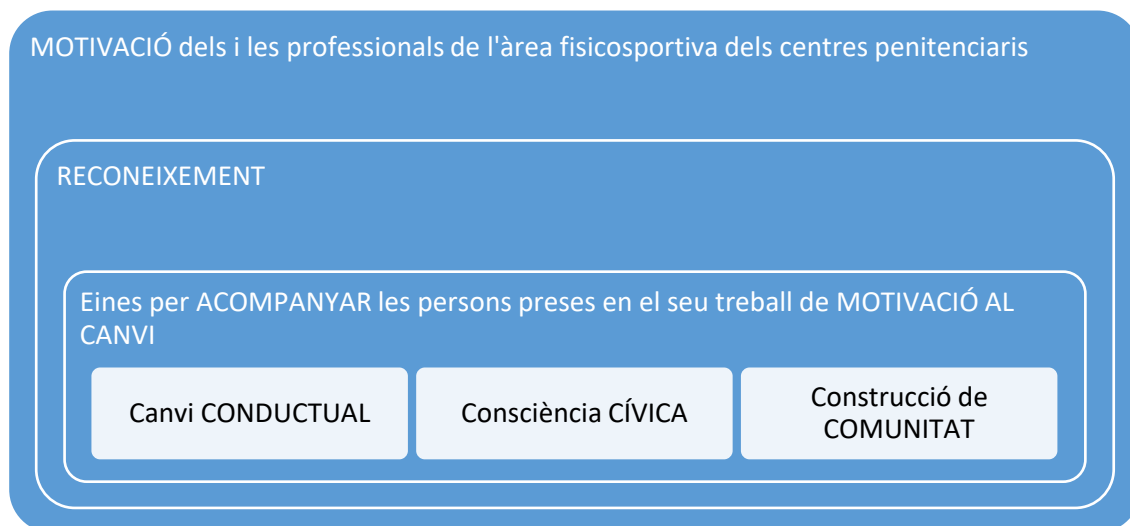 MOTIVACIÓ dels i les professionals de l'àrea fisicosportiva dels centres penitenciaris
RECONEIXEMENT
Eines per ACOMPANYAR les persons preses en el seu treball de MOTIVACIÓ AL
CANVI
Canvi CONDUCTUAL
Consciència CÍVICA
Construcció de
COMUNITAT